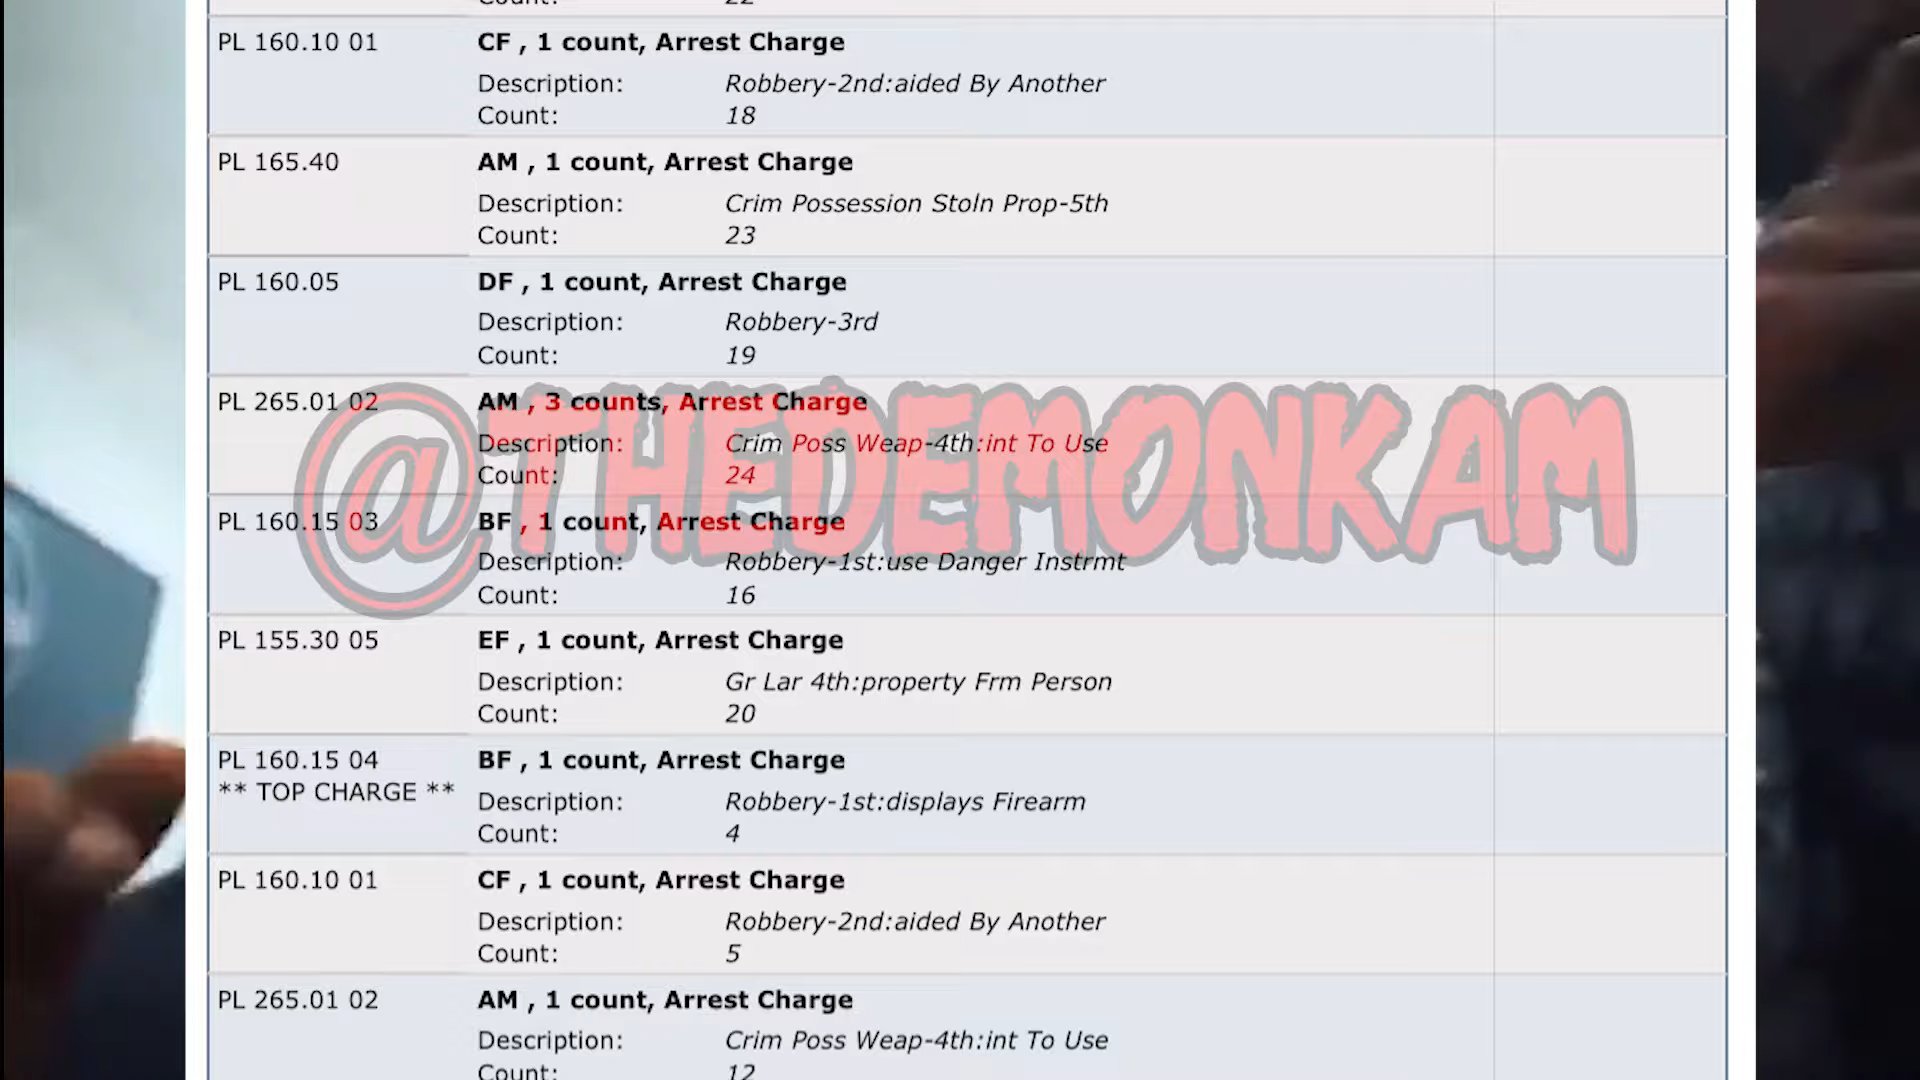 Count: 22
PL 160.10 01 CF , 1 count, Arrest Charge
Description: Robbery-2nd:aided By Another
Count: 18
PL 165.40 AM , 1 count, Arrest Charge
Description: Crim Possession Stoln Prop-5th
Count: 23
PL 160.05 DF , 1 count, Arrest Charge
Description: Robbery-3rd
Count: 19
PL 265.01 02 AM , 3 counts, Arrest Charge
Description: Crim Poss Weap-4th:int To Use
Count: 24
@THEDEMONKAM
PL 160.15 03 BF , 1 count, Arrest Charge
Description: Robbery-1st:use Danger Instrmt
Count: 16
PL 155.30 05 EF , 1 count, Arrest Charge
Description: Gr Lar 4th:property Frm Person
Count: 20
PL 160.15 04 BF , 1 count, Arrest Charge
** TOP CHARGE **
Description: Robbery-1st:displays Firearm
Count: 4
PL 160.10 01 CF , 1 count, Arrest Charge
Description: Robbery-2nd:aided By Another
Count: 5
PL 265.01 02 AM , 1 count, Arrest Charge
Description: Crim Poss Weap-4th:int To Use
Count: 12